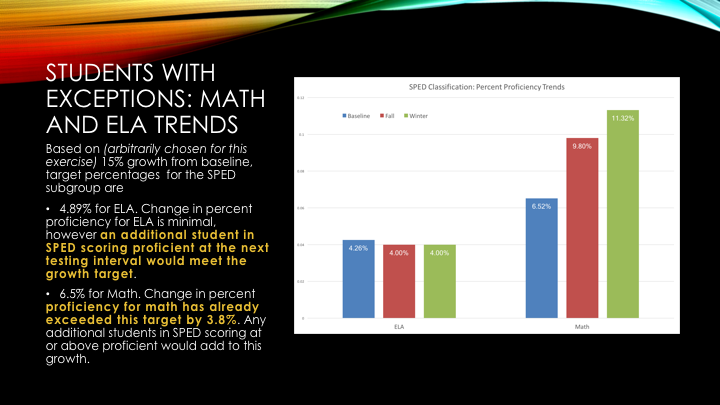 STUDENTS WITH
EXCEPTIONS: MATH
AND ELA TRENDS
Based on (arbitrarily chosen for this
exercise) 15% growth from baseline,
target percentages for the SPED
subgroup are
• 4.89% for ELA. Change in percent
proficiency for ELA is minimal,
however an additional student in
SPED scoring proficient at the next
testing interval would meet the
growth target.
• 6.5% for Math. Change in percent
proficiency for math has already
exceeded this target by 3.8%. Any
additional students in SPED scoring at
or above proficient would add to this
growth.
SPED Classification: Percent Proficiency Trends
Baseline Fall Winter
0.12
0.1
0.08
0.06
0.04
0.02
0
4.26% 4.00% 4.00%
6.52% 9.80% 11.32%
ELA Math